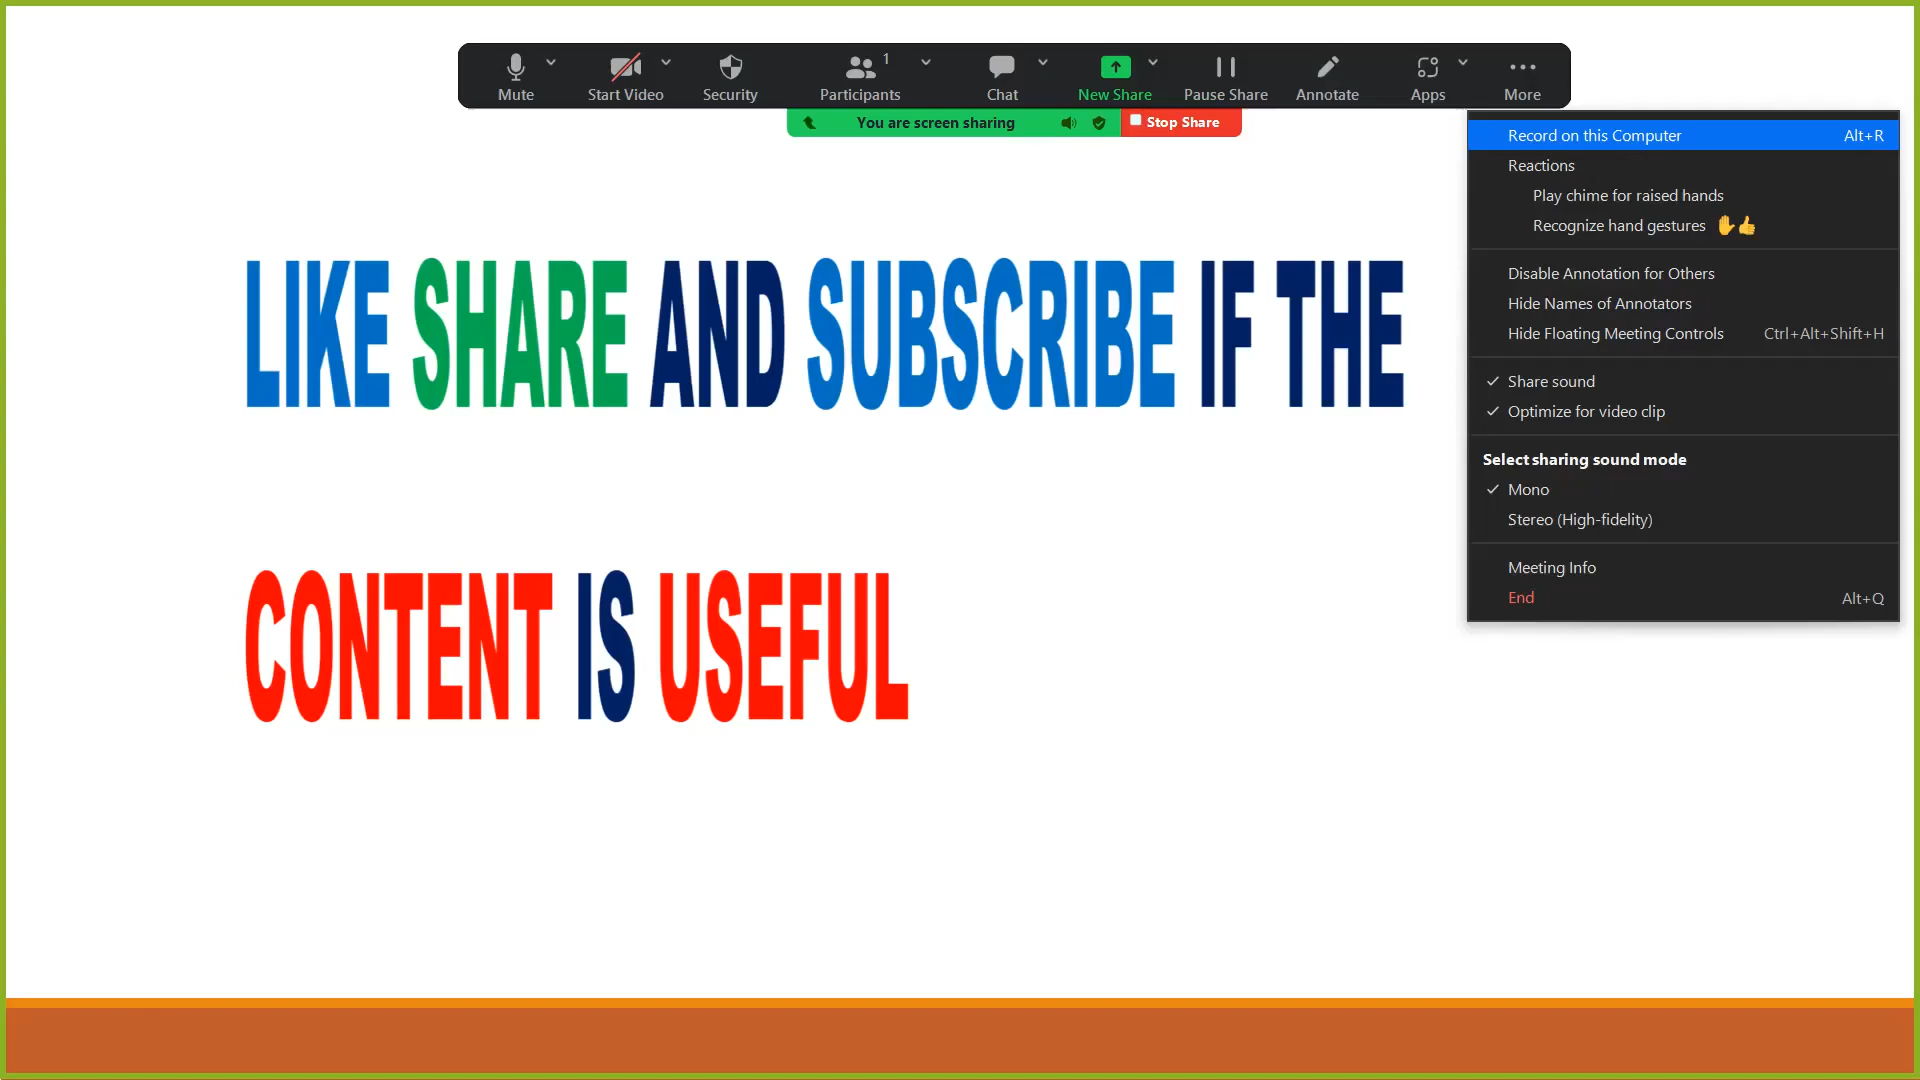 Mute Start Video Security Participants 1 Chat New Share Pause Share Annotate Apps More
You are screen sharing Stop Share
Record on this Computer Alt+R
Reactions
Play chime for raised hands
Recognize hand gestures
Disable Annotation for Others
Hide Names of Annotators
Hide Floating Meeting Controls Ctrl+Alt+Shift+H
Share sound
Optimize for video clip
Select sharing sound mode
Mono
Stereo (High-fidelity)
Meeting Info
End Alt+Q
LIKE SHARE AND SUBSCRIBE IF THE
CONTENT IS USEFUL